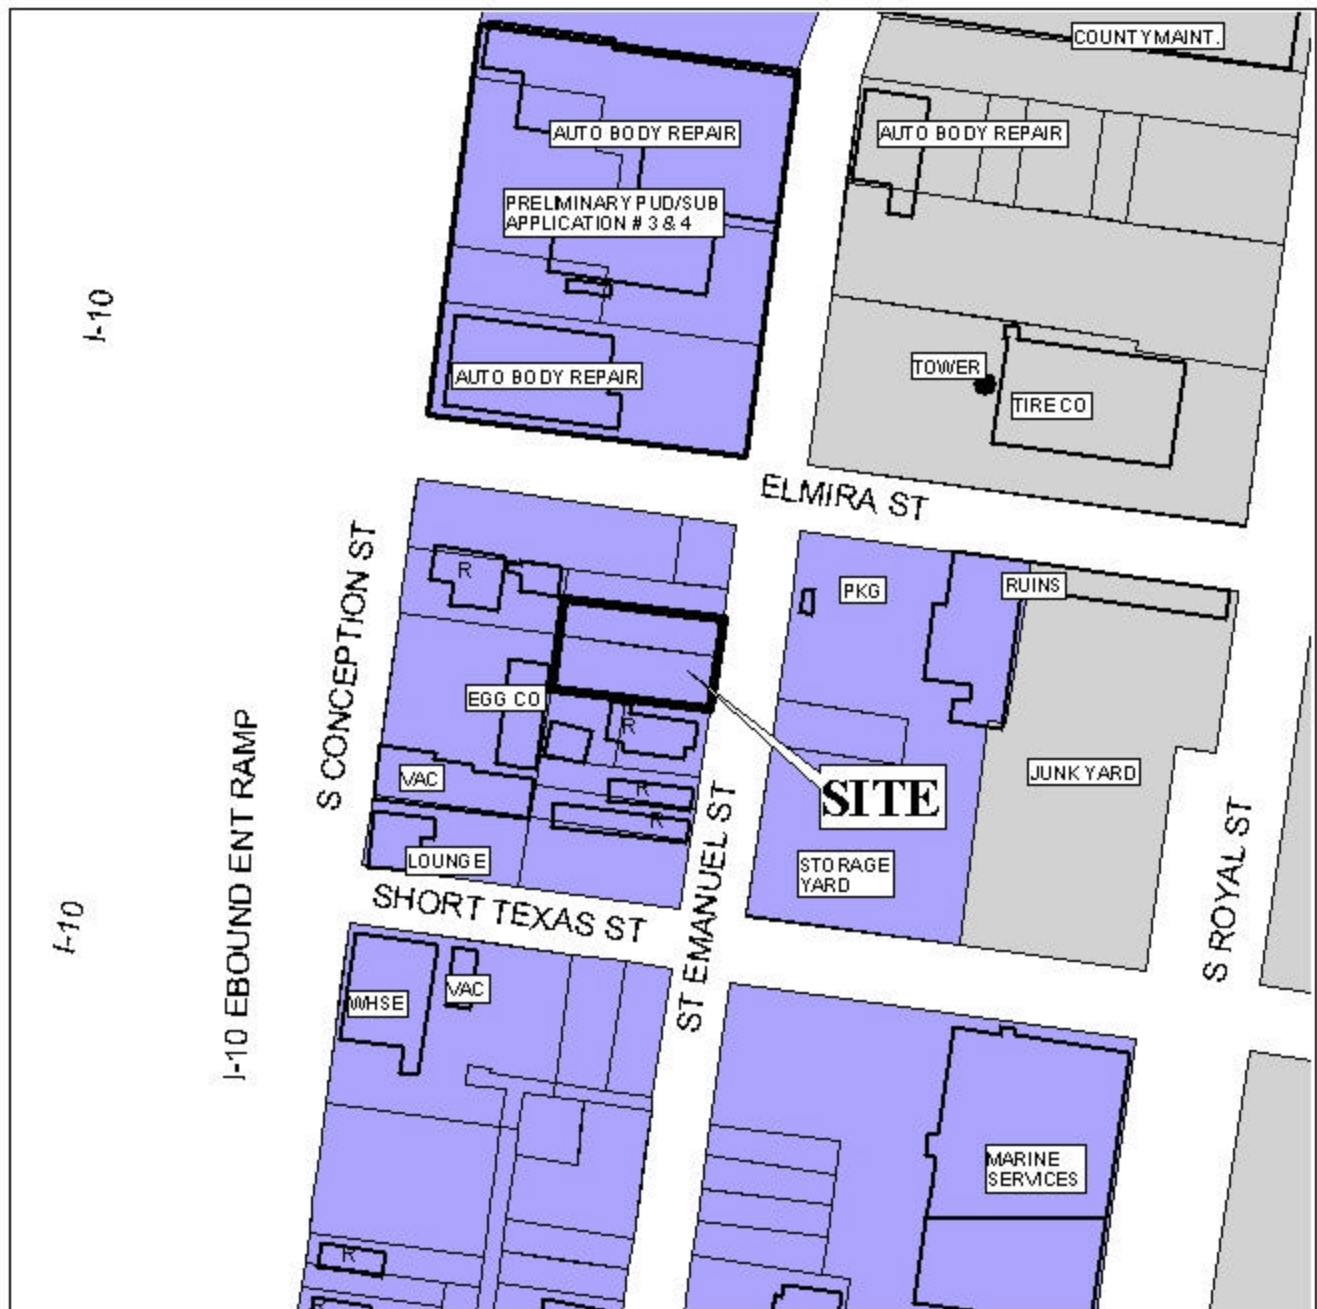 COUNTY MAINT.
AUTO BODY REPAIR
AUTO BODY REPAIR
PRELIMINARY PUD/SUB
APPLICATION # 3 & 4
I-10
TOWER
AUTO BODY REPAIR
TIRE CO
ELMIRA ST
R
PKG
RUINS
S CONCEPTION ST
EGG CO
R
VAC
JUNK YARD
R
SITE
R
LOUNGE
STORAGE
YARD
I-10 EBOUND ENT RAMP
I-10
SHORT TEXAS ST
ST EMANUEL ST
S ROYAL ST
WHSE
VAC
MARINE
SERVICES
R
R